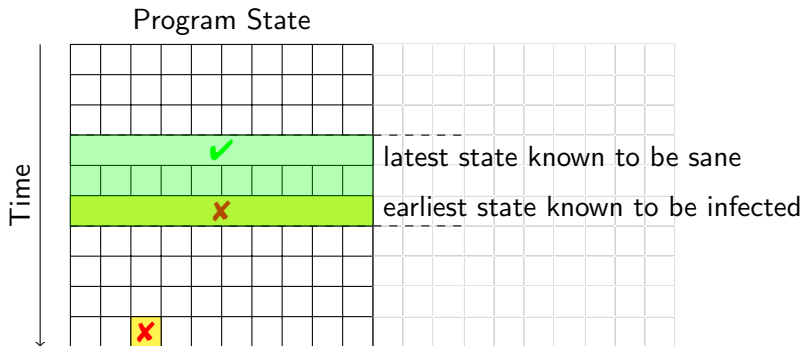 Program State
✔
latest state known to be sane
Time
✘
earliest state known to be infected
✘